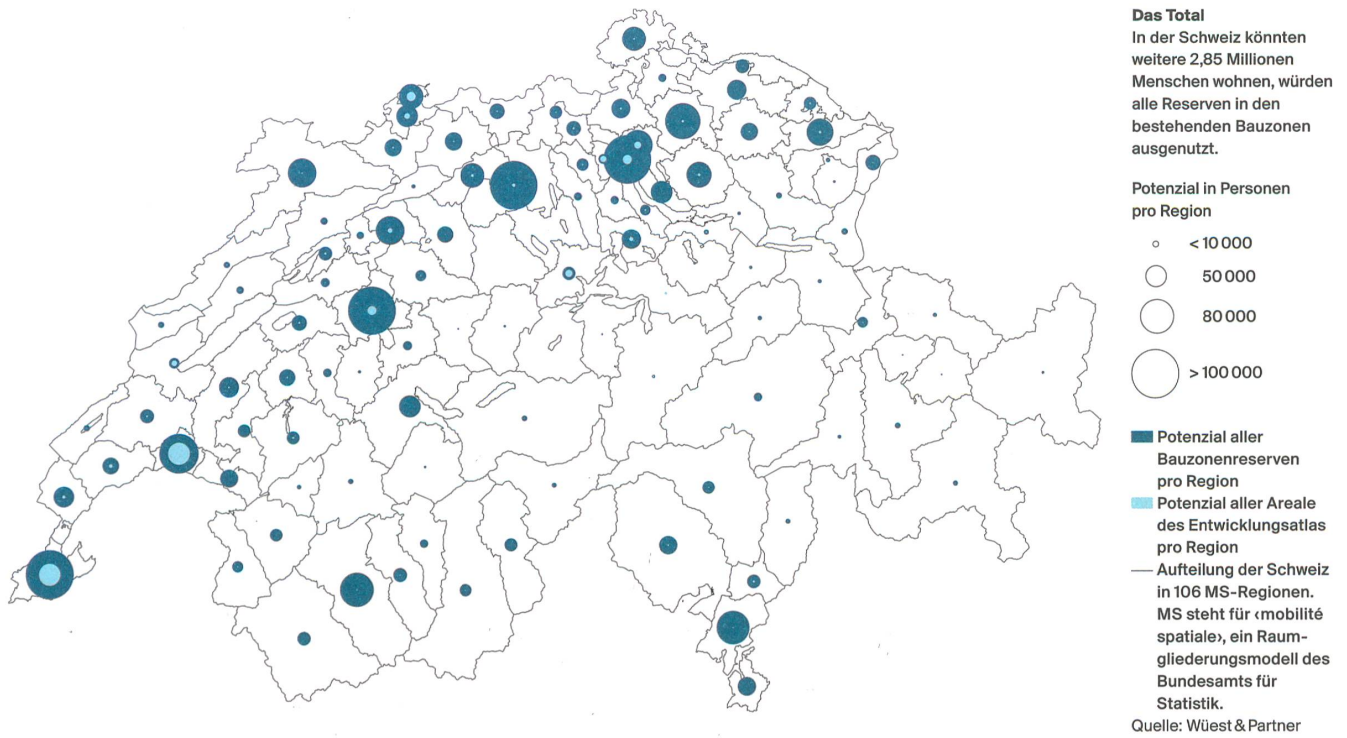 Das Total
In der Schweiz könnten
weitere 2,85 Millionen
Menschen wohnen, würden
alle Reserven in den
bestehenden Bauzonen
ausgenutzt.
Potenzial in Personen
pro Region
< 10 000
50 000
80 000
> 100 000
Potenzial aller
Bauzonenreserven
pro Region
Potenzial aller Areale
des Entwicklungsatlas
pro Region
Aufteilung der Schweiz
in 106 MS-Regionen.
MS steht für ‹mobilité
spatiale›, ein Raum-
gliederungsmodell des
Bundesamts für
Statistik.
Quelle: Wüest & Partner